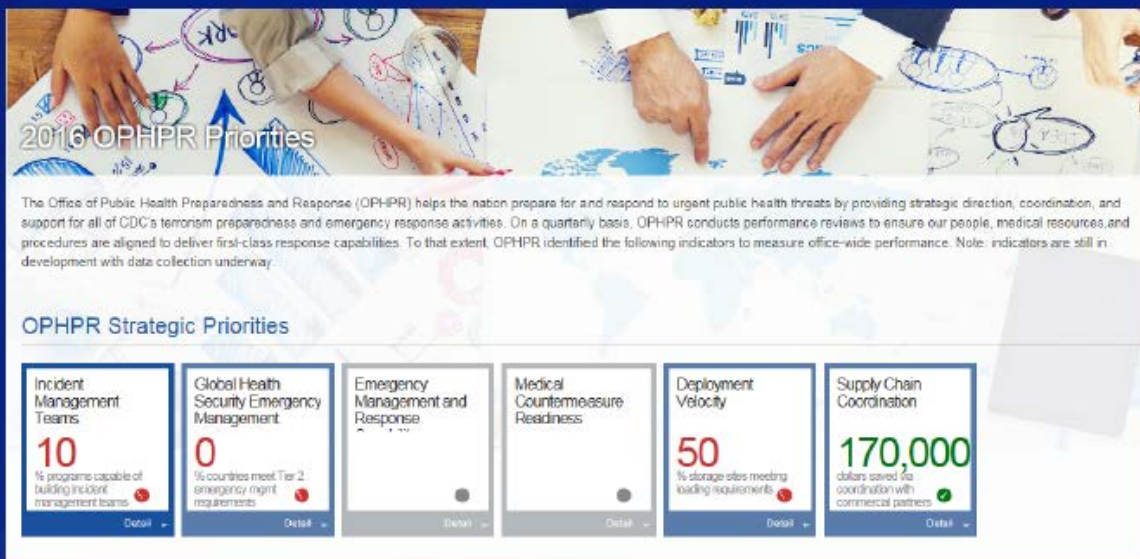 2016 OPHPR Priorities
The Office of Public Health Preparedness and Response (OPHPR) helps the nation prepare for and respond to urgent public health threats by providing strategic direction, coordination, and
support for all of CDC's terrorism preparedness and emergency response activities. On a quarterly basis, OPHPR conducts performance reviews to ensure our people, medical resources,and
procedures are aligned to deliver first-class response capabilities. To that extent, OPHPR identified the following indicators to measure office-wide performance. Note: indicators are still in
development with data collection underway.
OPHPR Strategic Priorities
Incident
Management
Teams
10
% programs capable of
building incident
management teams
Detail
Global Health
Security Emergency
Management
0
% countries meet Tier 2
emergency mgmt
requirements
Detail
Emergency
Management and
Response
Detail
Medical
Countermeasure
Readiness
Detail
Deployment
Velocity
50
% storage sites meeting
loading requirements
Detail
Supply Chain
Coordination
170,000
dollars saved via
coordination with
commercial partners
Detail